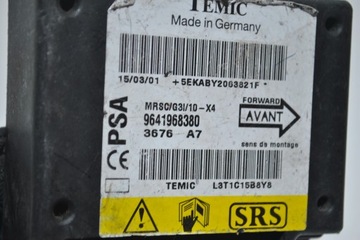 TEMIC
Made in Germany
15/03/01 +5EKABY2063821F*
PSA
MRSC/G3I/10-X4
9641968380
3676 A7
FORWARD
AVANT
sens de montage
CE
TEMIC L3T1C15B8Y8
SRS